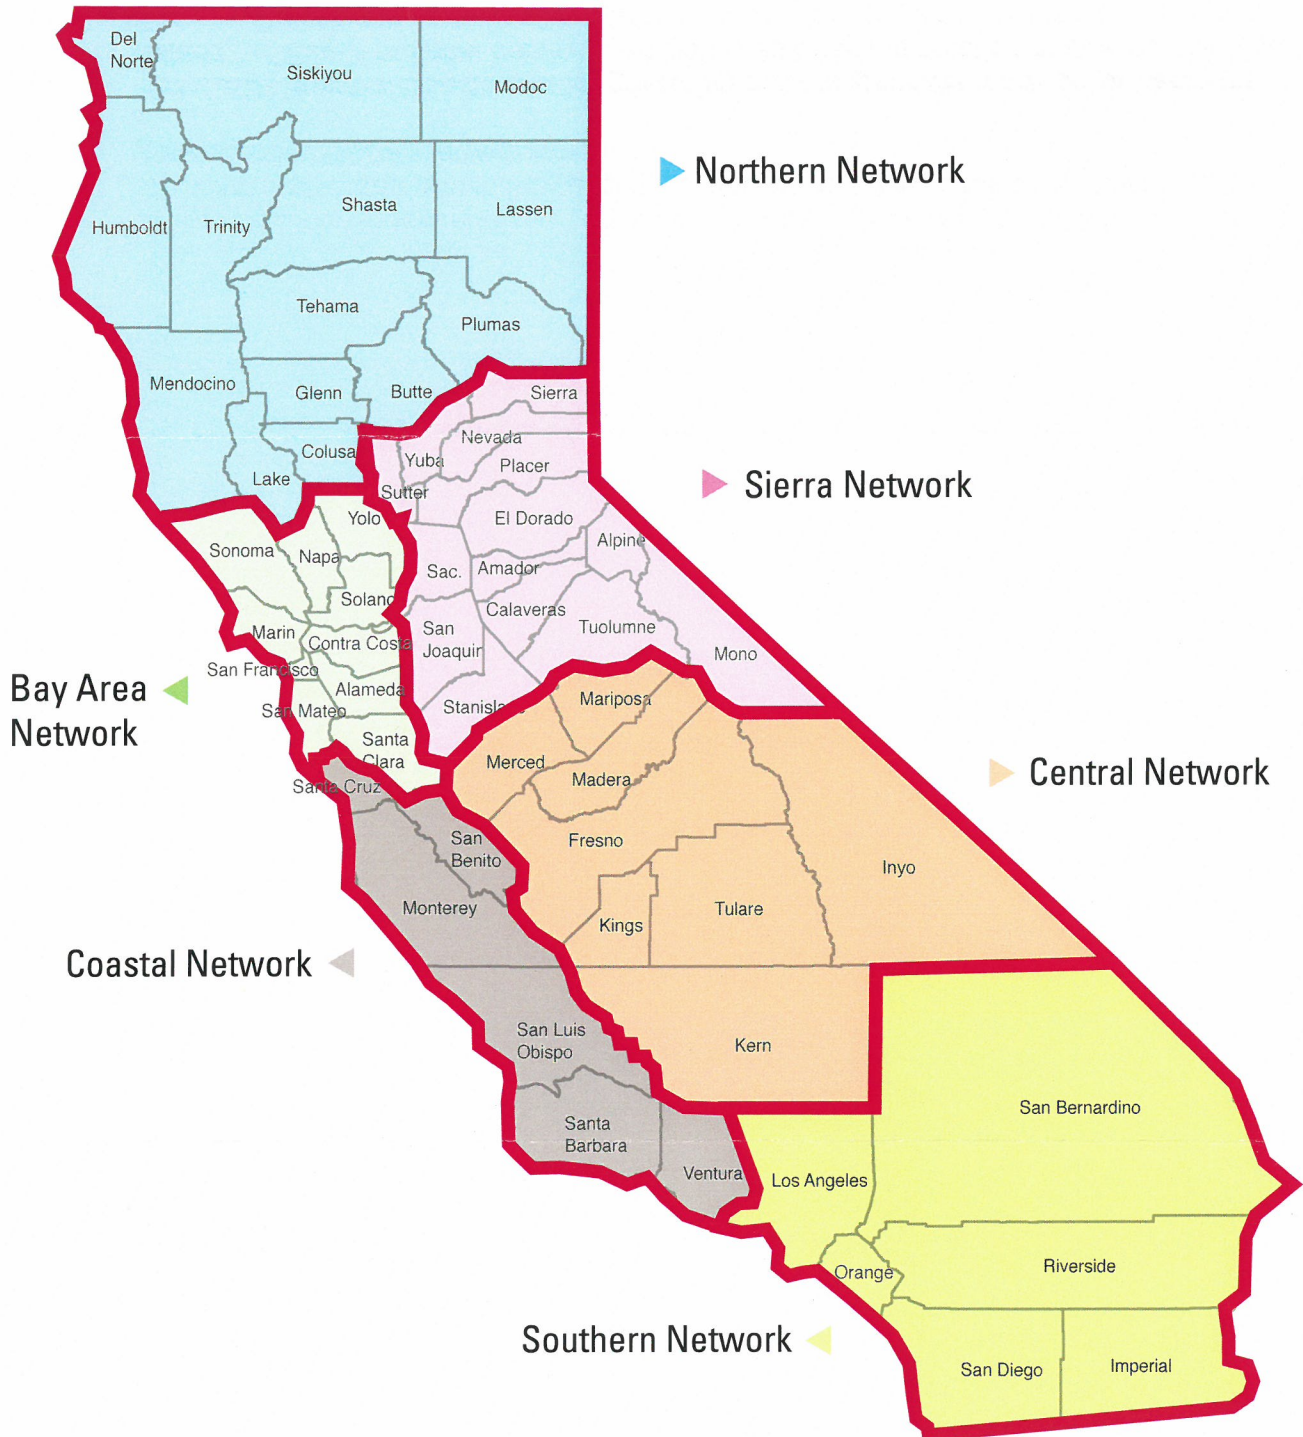 Del
Norte
Siskiyou
Modoc
Northern Network
Humboldt
Trinity
Shasta
Lassen
Tehama
Plumas
Mendocino
Glenn
Butte
Sierra
Nevada
Colusa
Yuba
Placer
Lake
Sutter
Sierra Network
Yolo
El Dorado
Sonoma
Napa
Alpine
Sac.
Amador
Solano
Calaveras
Marin
Contra Costa
San
Joaquin
Tuolumne
Mono
San Francisco
Alameda
Bay Area
Network
San Mateo
Stanisla
Mariposa
Santa
Clara
Merced
Madera
Central Network
Santa Cruz
San
Benito
Fresno
Inyo
Monterey
Kings
Tulare
Coastal Network
San Luis
Obispo
Kern
San Bernardino
Santa
Barbara
Ventura
Los Angeles
Orange
Riverside
Southern Network
San Diego
Imperial